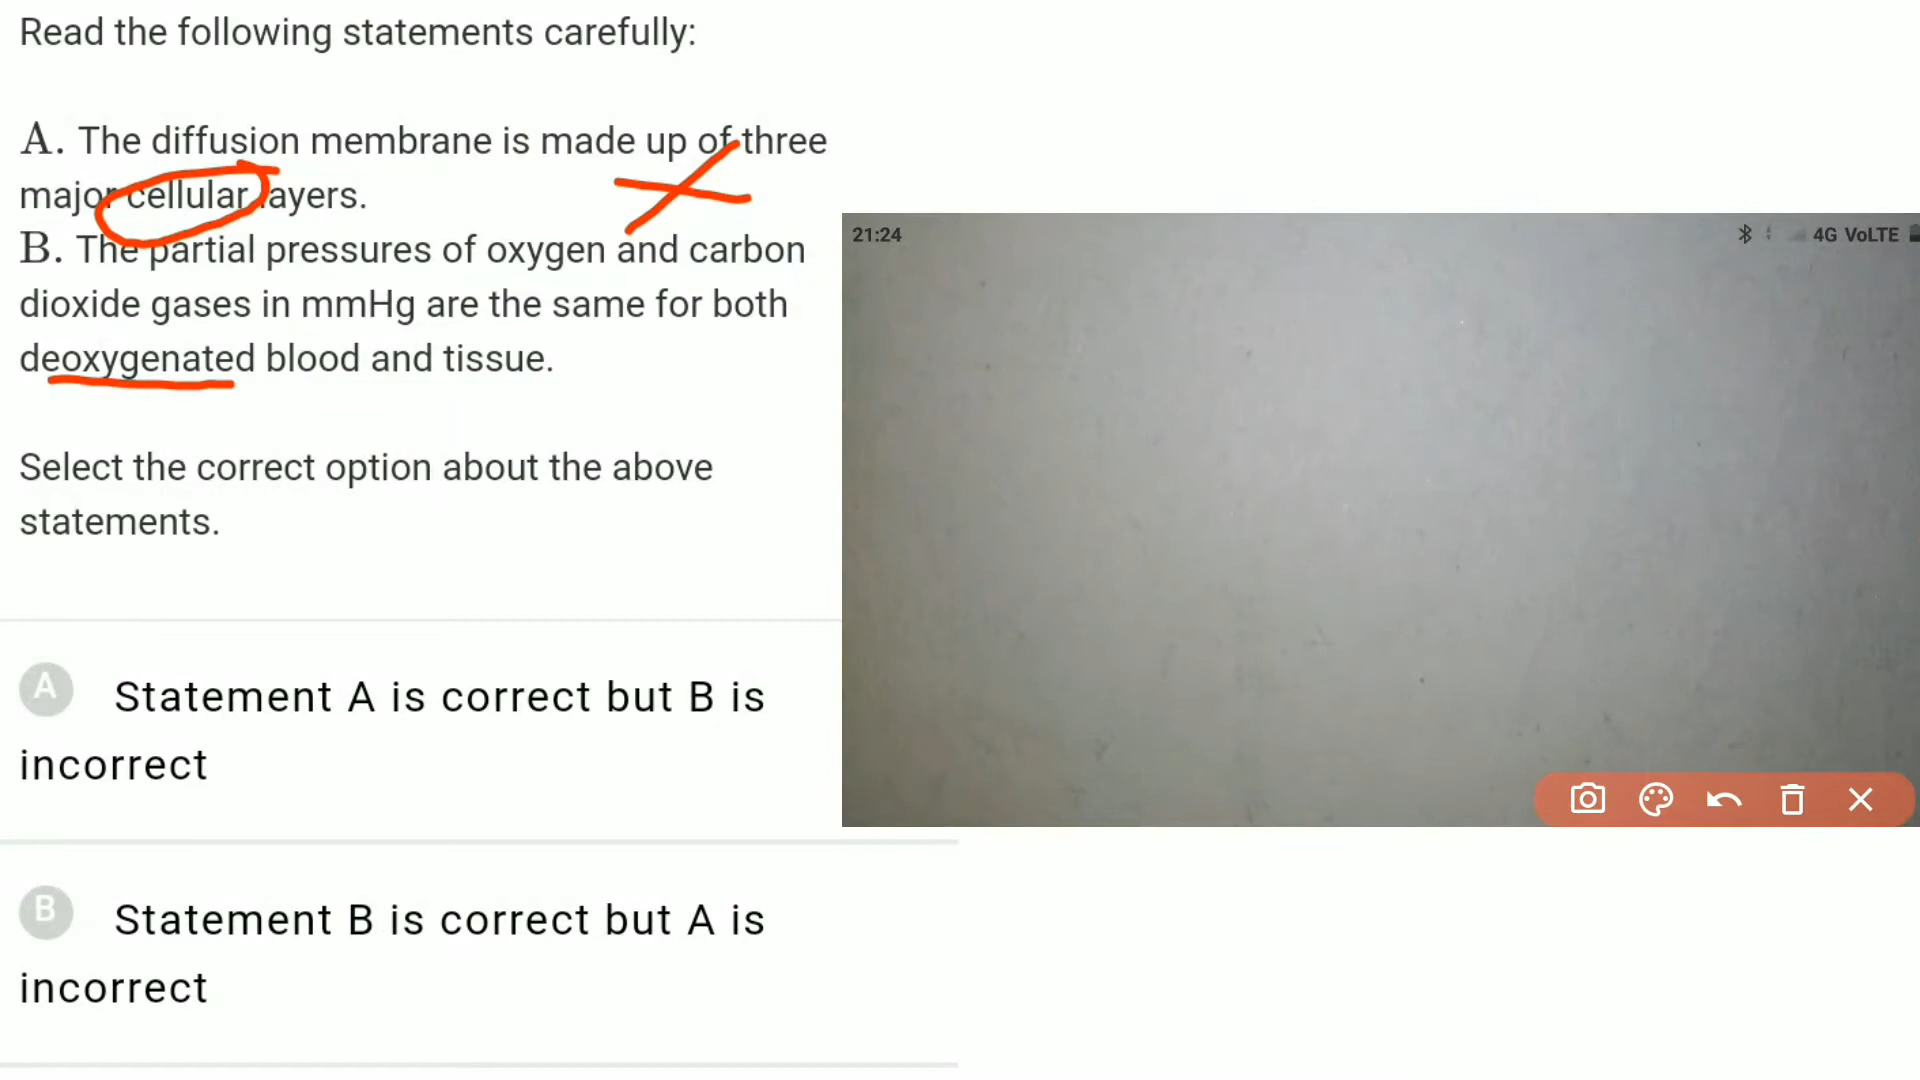 Read the following statements carefully:
A. The diffusion membrane is made up of three
major cellular layers.
B. The partial pressures of oxygen and carbon
dioxide gases in mmHg are the same for both
deoxygenated blood and tissue.
Select the correct option about the above
statements.
A Statement A is correct but B is
incorrect
B Statement B is correct but A is
incorrect
21:24
4G VoLTE